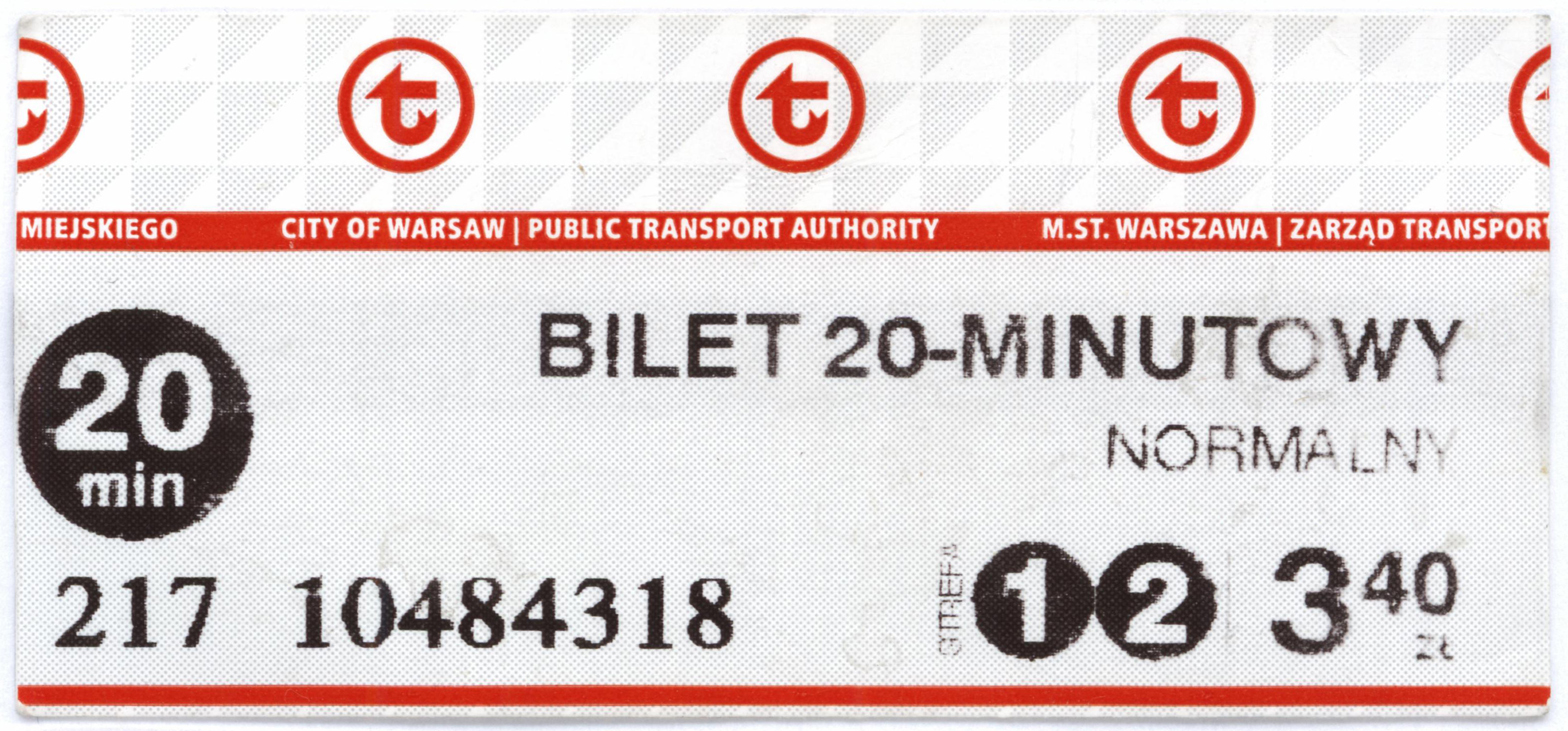 MIEJSKIEGO CITY OF WARSAW | PUBLIC TRANSPORT AUTHORITY M.ST. WARSZAWA | ZARZĄD TRANSPORT
BILET 20-MINUTOWY
20
min
NORMALNY
217 10484318 STREFA 1 2 3 40
zł